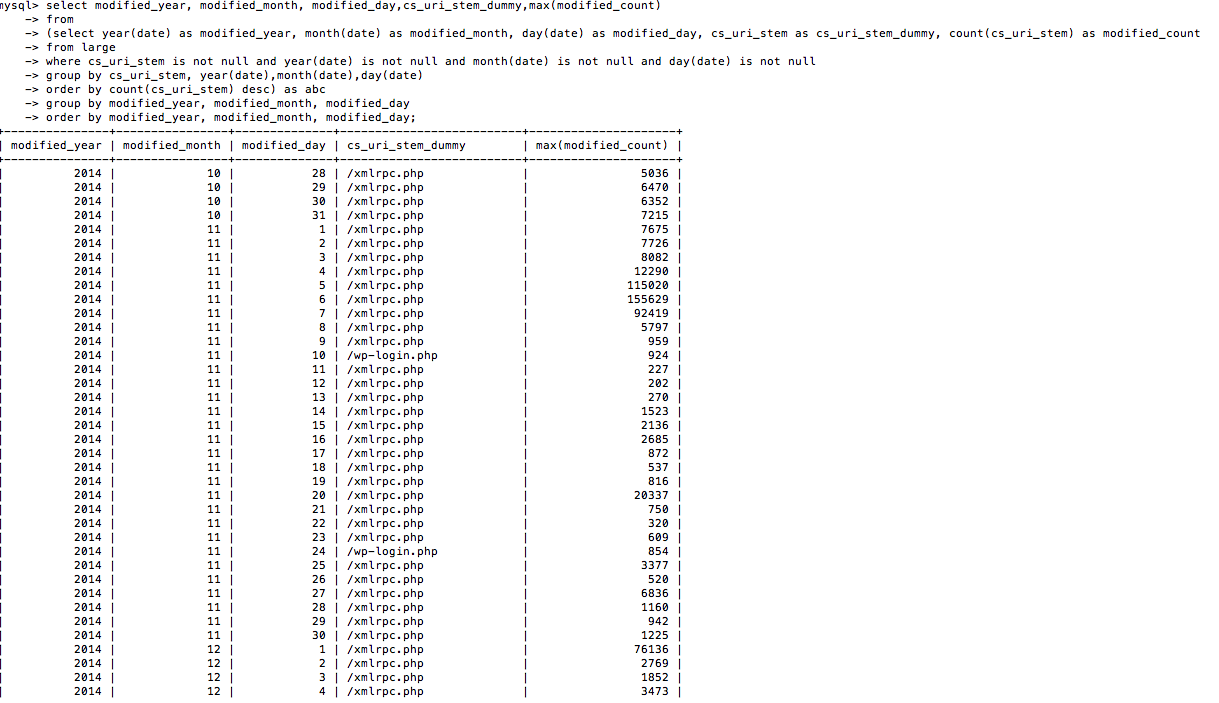 mysql> select modified_year, modified_month, modified_day,cs_uri_stem_dummy,max(modified_count)
-> from
-> (select year(date) as modified_year, month(date) as modified_month, day(date) as modified_day, cs_uri_stem as cs_uri_stem_dummy, count(cs_uri_stem) as modified_count
-> from large
-> where cs_uri_stem is not null and year(date) is not null and month(date) is not null and day(date) is not null
-> group by cs_uri_stem, year(date),month(date),day(date)
-> order by count(cs_uri_stem) desc) as abc
-> group by modified_year, modified_month, modified_day
-> order by modified_year, modified_month, modified_day;
+---------------+----------------+--------------+-------------------------+---------------------+
| modified_year | modified_month | modified_day | cs_uri_stem_dummy | max(modified_count) |
+---------------+----------------+--------------+-------------------------+---------------------+
| 2014 | 10 | 28 | /xmlrpc.php | 5036 |
| 2014 | 10 | 29 | /xmlrpc.php | 6470 |
| 2014 | 10 | 30 | /xmlrpc.php | 6352 |
| 2014 | 10 | 31 | /xmlrpc.php | 7215 |
| 2014 | 11 | 1 | /xmlrpc.php | 7675 |
| 2014 | 11 | 2 | /xmlrpc.php | 7726 |
| 2014 | 11 | 3 | /xmlrpc.php | 8082 |
| 2014 | 11 | 4 | /xmlrpc.php | 12290 |
| 2014 | 11 | 5 | /xmlrpc.php | 115020 |
| 2014 | 11 | 6 | /xmlrpc.php | 155629 |
| 2014 | 11 | 7 | /xmlrpc.php | 92419 |
| 2014 | 11 | 8 | /xmlrpc.php | 5797 |
| 2014 | 11 | 9 | /xmlrpc.php | 959 |
| 2014 | 11 | 10 | /wp-login.php | 924 |
| 2014 | 11 | 11 | /xmlrpc.php | 227 |
| 2014 | 11 | 12 | /xmlrpc.php | 202 |
| 2014 | 11 | 13 | /xmlrpc.php | 270 |
| 2014 | 11 | 14 | /xmlrpc.php | 1523 |
| 2014 | 11 | 15 | /xmlrpc.php | 2136 |
| 2014 | 11 | 16 | /xmlrpc.php | 2685 |
| 2014 | 11 | 17 | /xmlrpc.php | 872 |
| 2014 | 11 | 18 | /xmlrpc.php | 537 |
| 2014 | 11 | 19 | /xmlrpc.php | 816 |
| 2014 | 11 | 20 | /xmlrpc.php | 20337 |
| 2014 | 11 | 21 | /xmlrpc.php | 750 |
| 2014 | 11 | 22 | /xmlrpc.php | 320 |
| 2014 | 11 | 23 | /xmlrpc.php | 609 |
| 2014 | 11 | 24 | /wp-login.php | 854 |
| 2014 | 11 | 25 | /xmlrpc.php | 3377 |
| 2014 | 11 | 26 | /xmlrpc.php | 520 |
| 2014 | 11 | 27 | /xmlrpc.php | 6836 |
| 2014 | 11 | 28 | /xmlrpc.php | 1160 |
| 2014 | 11 | 29 | /xmlrpc.php | 942 |
| 2014 | 11 | 30 | /xmlrpc.php | 1225 |
| 2014 | 12 | 1 | /xmlrpc.php | 76136 |
| 2014 | 12 | 2 | /xmlrpc.php | 2769 |
| 2014 | 12 | 3 | /xmlrpc.php | 1852 |
| 2014 | 12 | 4 | /xmlrpc.php | 3473 |